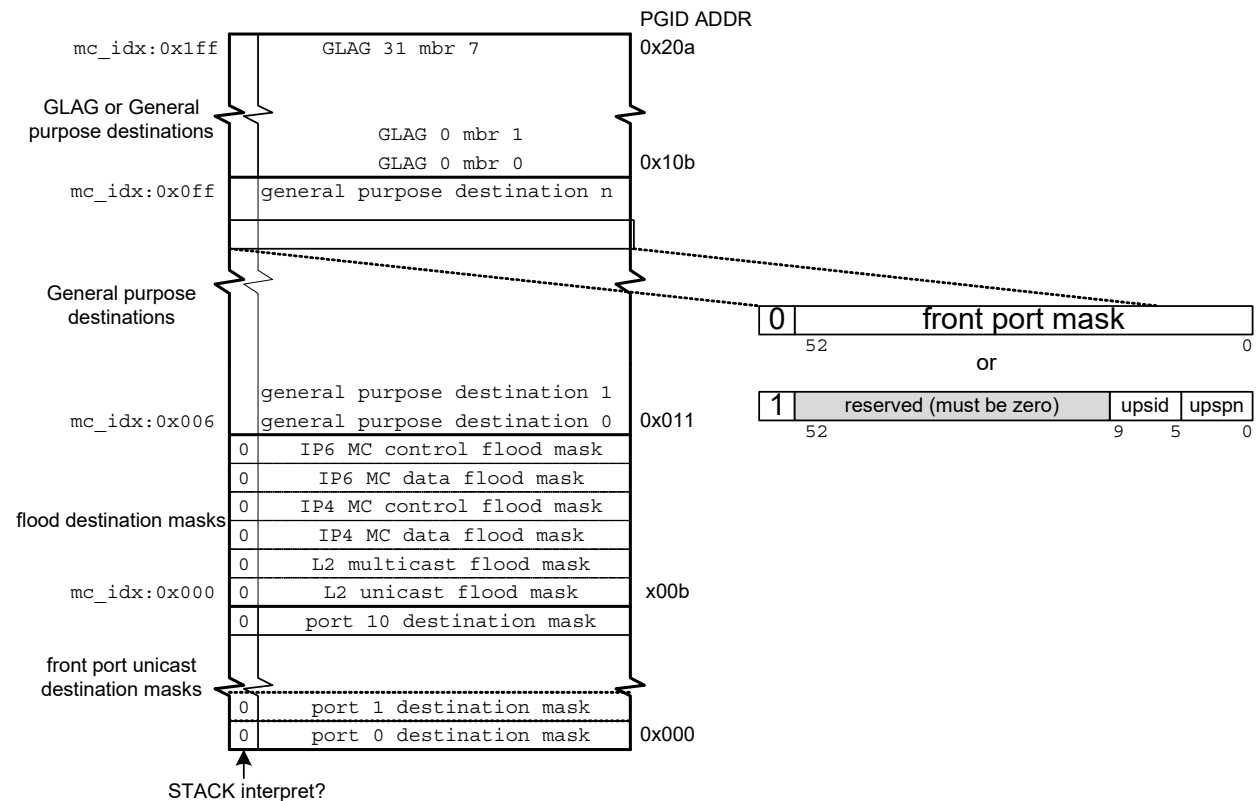 PGID ADDR
mc_idx:0x1ff GLAG 31 mbr 7 0x20a
GLAG or General
purpose destinations
GLAG 0 mbr 1
GLAG 0 mbr 0 0x10b
mc_idx:0x0ff general purpose destination n
General purpose
destinations
0 front port mask
52 0
or
general purpose destination 1
1 reserved (must be zero) upsid upspn
mc_idx:0x006 general purpose destination 0 0x011
52 9 5 0
0 IP6 MC control flood mask
0 IP6 MC data flood mask
0 IP4 MC control flood mask
flood destination masks
0 IP4 MC data flood mask
0 L2 multicast flood mask
mc_idx:0x000 0 L2 unicast flood mask x00b
0 port 10 destination mask
front port unicast
destination masks
0 port 1 destination mask
0 port 0 destination mask 0x000
STACK interpret?